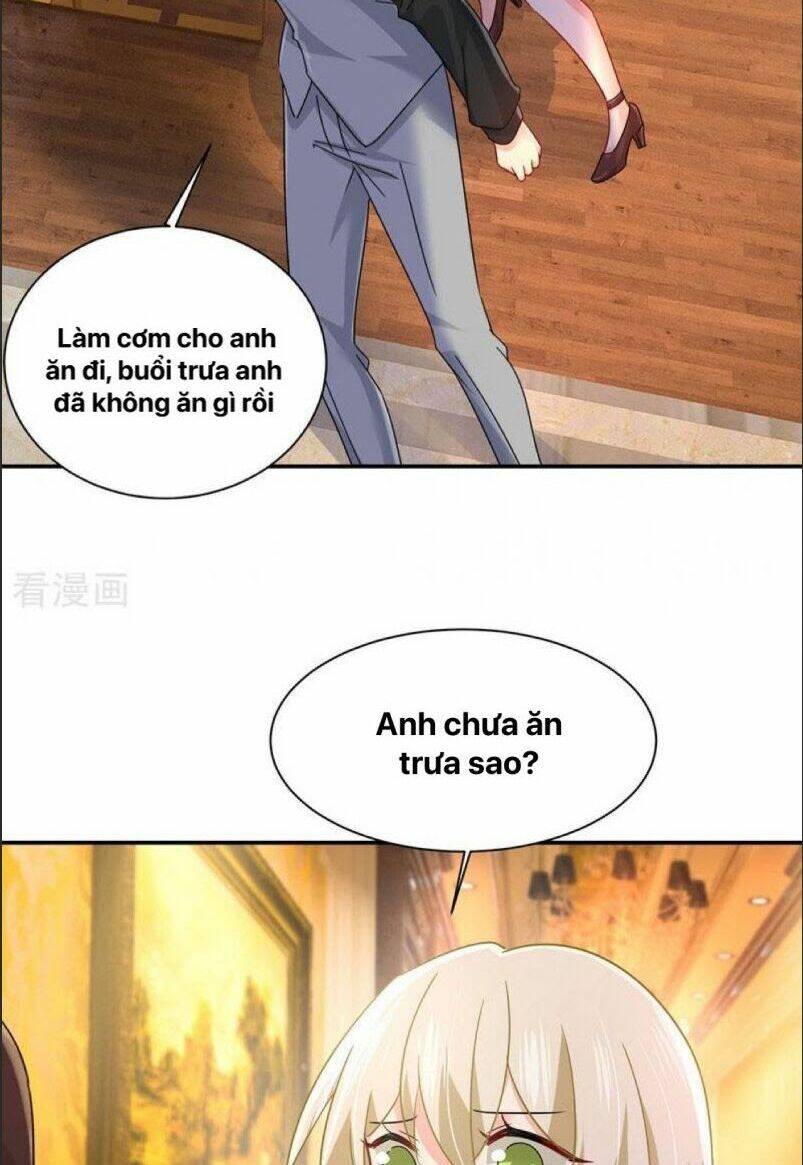 Làm cơm cho anh
ăn đi, buổi trưa anh
đã không ăn gì rồi
看漫画
Anh chưa ăn
trưa sao?